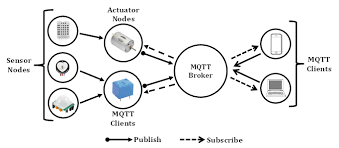 Actuator
Nodes
Sensor
Nodes
MQTT
Broker
MQTT
Clients
MQTT
Clients
Publish
Subscribe